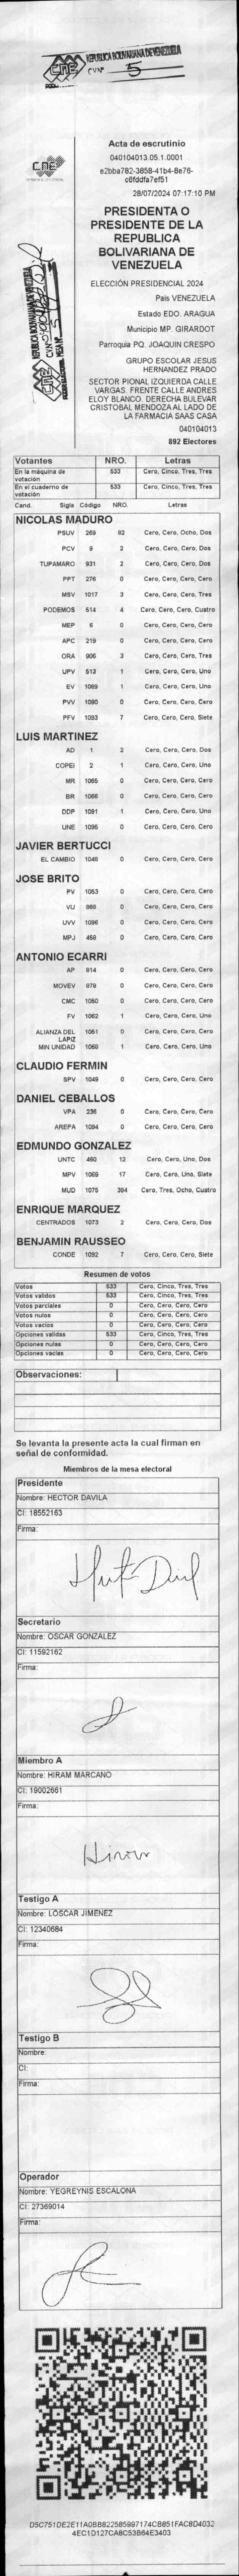 REPUBLICA BOLIVARIANA DE VENEZUELA
CNE
5
CNE
Acta de escrutinio
040104013.05.1.0001
e2bba782-3858-41b4-8e76-
c6fddfa7ef51
28/07/2024 07:17:10 PM
PRESIDENTA O
PRESIDENTE DE LA
REPUBLICA
BOLIVARIANA DE
VENEZUELA
ELECCIÓN PRESIDENCIAL 2024
Pais VENEZUELA
Estado EDO. ARAGUA
Municipio MP. GIRARDOT
Parroquia PQ. JOAQUIN CRESPO
GRUPO ESCOLAR JESUS
HERNANDEZ PRADO
SECTOR PIONAL IZQUIERDA CALLE
VARGAS. FRENTE CALLE ANDRES
ELOY BLANCO. DERECHA BULEVAR
CRISTOBAL MENDOZA AL LADO DE
LA FARMACIA SAAS CASA
040104013
892 Electores
Votantes NRO. Letras
En la máquina de votación 533 Cero, Cinco, Tres, Tres
En el cuaderno de votación 533 Cero, Cinco, Tres, Tres
Cand. Sigla Código NRO. Letras
NICOLAS MADURO
PSUV 269 82 Cero, Cero, Ocho, Dos
PCV 9 2 Cero, Cero, Cero, Dos
TUPAMARO 931 2 Cero, Cero, Cero, Dos
PPT 276 0 Cero, Cero, Cero, Cero
MSV 1017 3 Cero, Cero, Cero, Tres
PODEMOS 514 4 Cero, Cero, Cero, Cuatro
MEP 6 0 Cero, Cero, Cero, Cero
APC 219 0 Cero, Cero, Cero, Cero
ORA 906 3 Cero, Cero, Cero, Tres
UPV 513 1 Cero, Cero, Cero, Uno
EV 1089 1 Cero, Cero, Cero, Uno
PVV 1090 0 Cero, Cero, Cero, Cero
PFV 1093 7 Cero, Cero, Cero, Siete
LUIS MARTINEZ
AD 1 2 Cero, Cero, Cero, Dos
COPEI 2 1 Cero, Cero, Cero, Uno
MR 1065 0 Cero, Cero, Cero, Cero
BR 1066 0 Cero, Cero, Cero, Cero
DDP 1091 1 Cero, Cero, Cero, Uno
UNE 1095 0 Cero, Cero, Cero, Cero
JAVIER BERTUCCI
EL CAMBIO 1048 0 Cero, Cero, Cero, Cero
JOSE BRITO
PV 1053 0 Cero, Cero, Cero, Cero
VU 868 0 Cero, Cero, Cero, Cero
UVV 1096 0 Cero, Cero, Cero, Cero
MPJ 458 0 Cero, Cero, Cero, Cero
ANTONIO ECARRI
AP 914 0 Cero, Cero, Cero, Cero
MOVEV 978 0 Cero, Cero, Cero, Cero
CMC 1050 0 Cero, Cero, Cero, Cero
FV 1062 1 Cero, Cero, Cero, Uno
ALIANZA DEL LAPIZ 1051 0 Cero, Cero, Cero, Cero
MIN UNIDAD 1068 1 Cero, Cero, Cero, Uno
CLAUDIO FERMIN
SPV 1049 0 Cero, Cero, Cero, Cero
DANIEL CEBALLOS
VPA 236 0 Cero, Cero, Cero, Cero
AREPA 1094 0 Cero, Cero, Cero, Cero
EDMUNDO GONZALEZ
UNTC 460 12 Cero, Cero, Uno, Dos
MPV 1069 17 Cero, Cero, Uno, Siete
MUD 1075 384 Cero, Tres, Ocho, Cuatro
ENRIQUE MARQUEZ
CENTRADOS 1073 2 Cero, Cero, Cero, Dos
BENJAMIN RAUSSEO
CONDE 1092 7 Cero, Cero, Cero, Siete
Resumen de votos
Votos 533 Cero, Cinco, Tres, Tres
Votos validos 533 Cero, Cinco, Tres, Tres
Votos parciales 0 Cero, Cero, Cero, Cero
Votos nulos 0 Cero, Cero, Cero, Cero
Votos vacios 0 Cero, Cero, Cero, Cero
Opciones validas 533 Cero, Cinco, Tres, Tres
Opciones nulas 0 Cero, Cero, Cero, Cero
Opciones vacias 0 Cero, Cero, Cero, Cero
Observaciones:
Se levanta la presente acta la cual firman en
señal de conformidad.
Miembros de la mesa electoral
Presidente
Nombre: HECTOR DAVILA
CI: 18552163
Firma:
Secretario
Nombre: OSCAR GONZALEZ
CI: 11592162
Firma:
Miembro A
Nombre: HIRAM MARCANO
CI: 19002661
Firma:
Hiram
Testigo A
Nombre: LOSCAR JIMENEZ
CI: 12340684
Firma:
Testigo B
Nombre:
CI:
Firma:
Operador
Nombre: YEGREYNIS ESCALONA
CI: 27369014
Firma:
D5C751DE2E11A0BB822585997174CB851FAC8D4032
4EC1D127CA8C53B64E3403